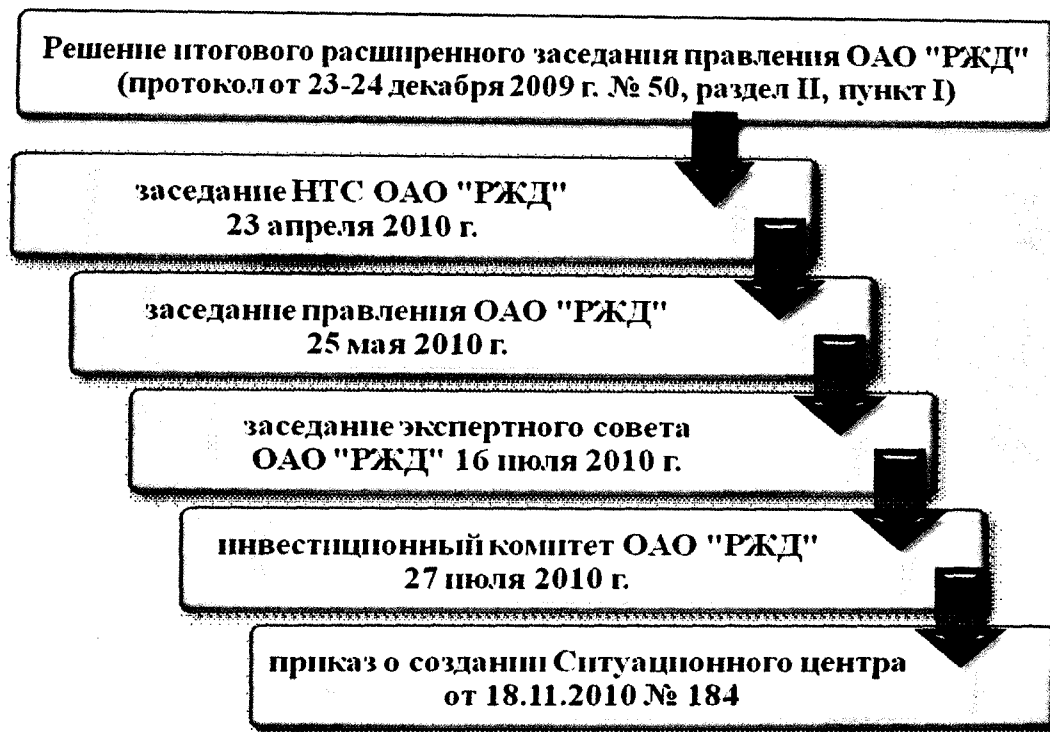 Решение итогового расширенного заседания правления ОАО "РЖД"
(протокол от 23-24 декабря 2009 г. № 50, раздел II, пункт I)
заседание НТС ОАО "РЖД"
23 апреля 2010 г.
заседание правления ОАО "РЖД"
25 мая 2010 г.
заседание экспертного совета
ОАО "РЖД" 16 июля 2010 г.
инвестиционный комитет ОАО "РЖД"
27 июля 2010 г.
приказ о создании Ситуационного центра
от 18.11.2010 № 184